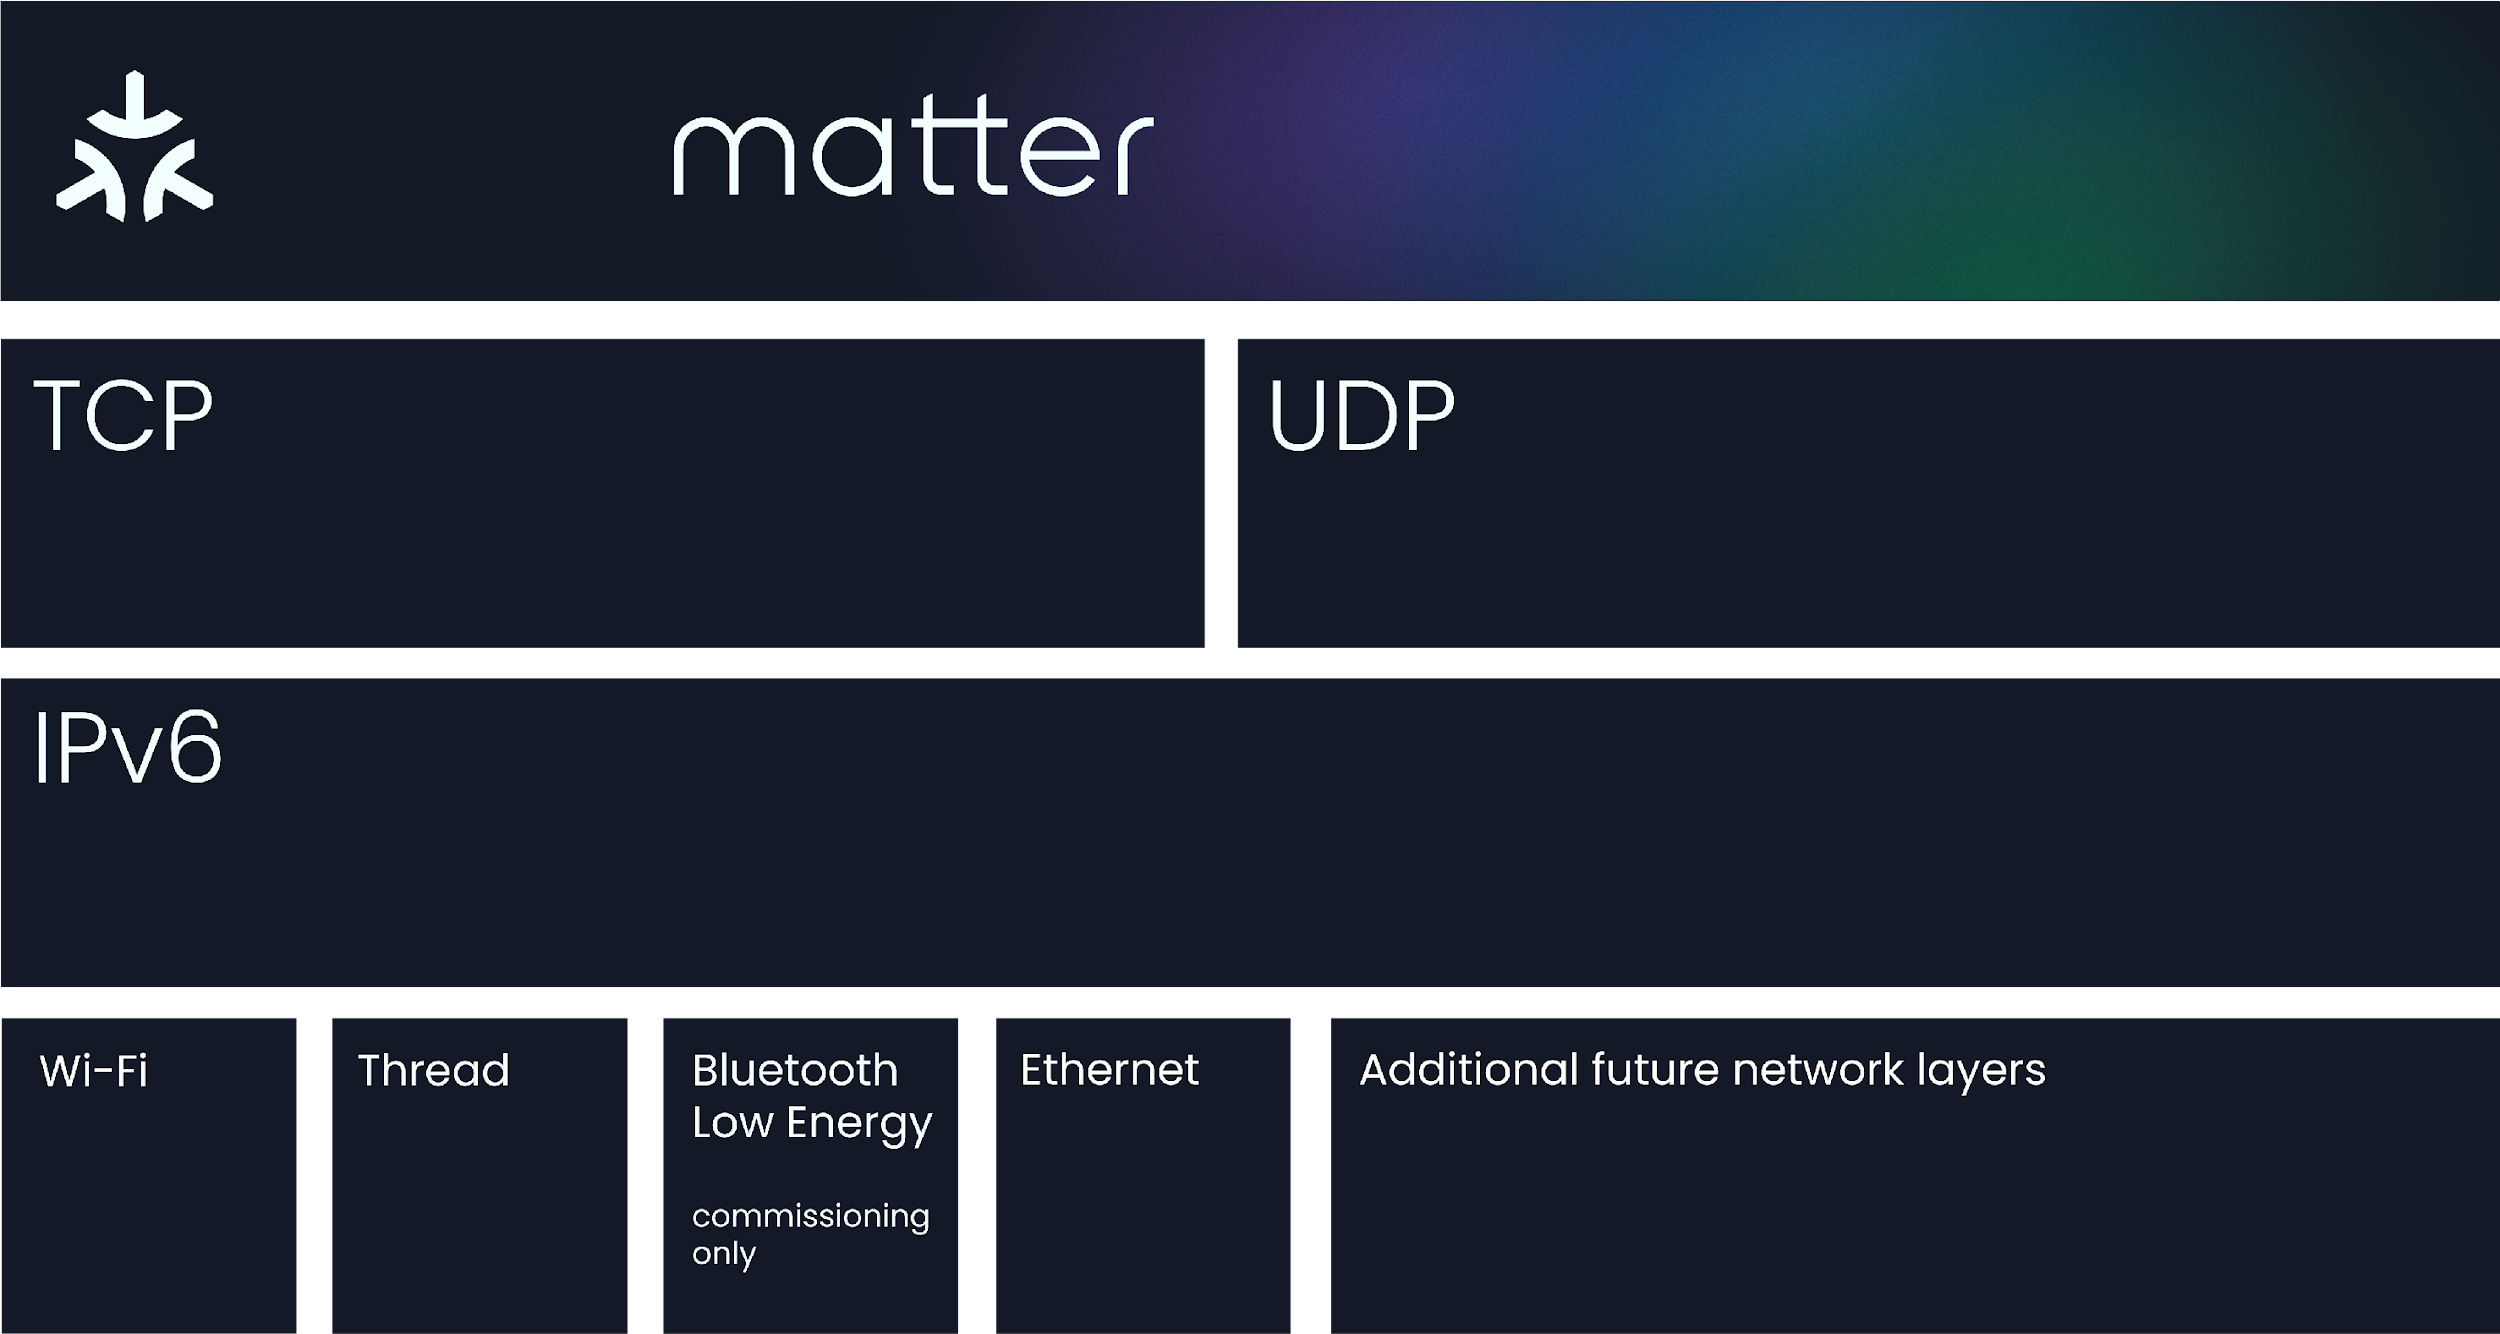 matter
TCP
UDP
IPv6
Wi-Fi
Thread
Bluetooth
Low Energy
commissioning
only
Ethernet
Additional future network layers